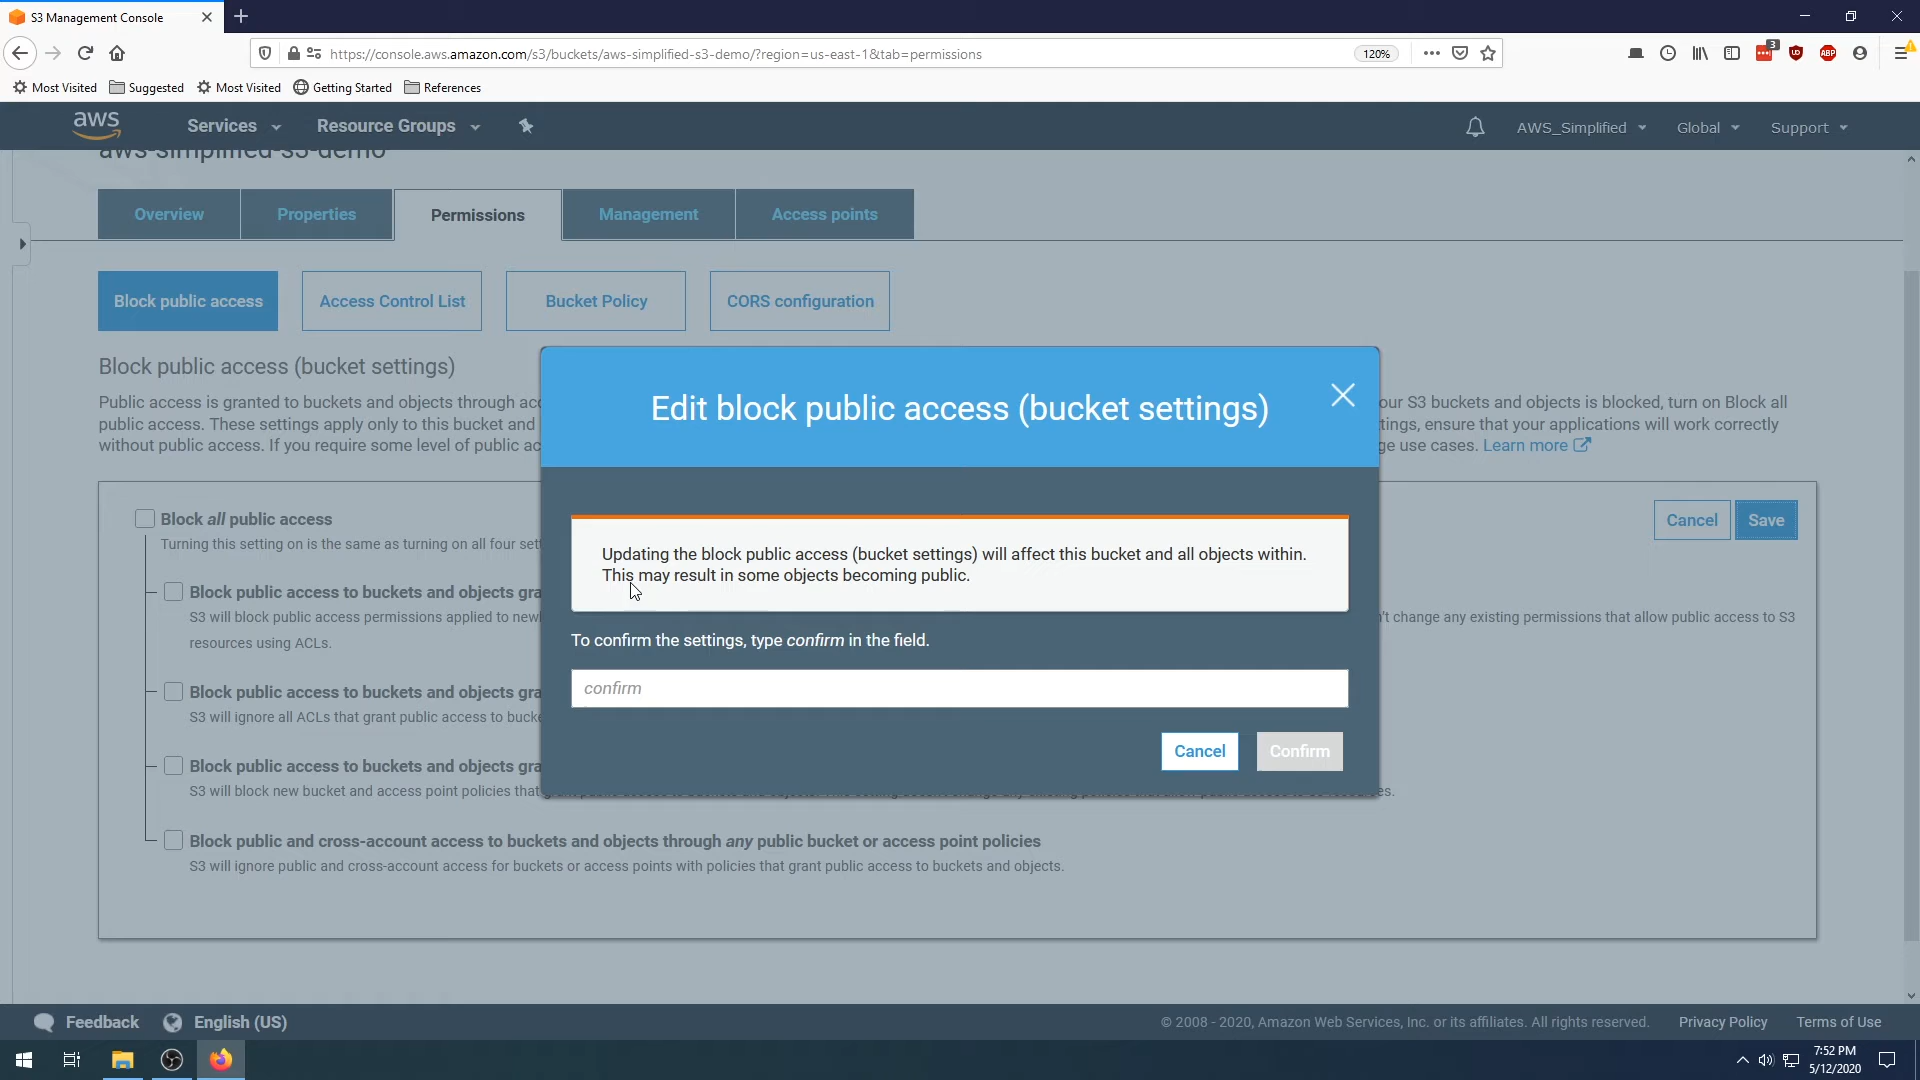 S3 Management Console
https://console.aws.amazon.com/s3/buckets/aws-simplified-s3-demo/?region=us-east-1&tab=permissions
120%
3
ABP
Most Visited
Suggested
Most Visited
Getting Started
References
aws
Services
Resource Groups
AWS_Simplified
Global
Support
aws-simplified-s3-demo
Overview
Properties
Permissions
Management
Access points
Block public access
Access Control List
Bucket Policy
CORS configuration
Block public access (bucket settings)
Public access is granted to buckets and objects through acc
our S3 buckets and objects is blocked, turn on Block all
public access. These settings apply only to this bucket and
tings, ensure that your applications will work correctly
without public access. If you require some level of public ac
ge use cases. Learn more
Edit block public access (bucket settings)
Block all public access
Turning this setting on is the same as turning on all four sett
Cancel
Save
Updating the block public access (bucket settings) will affect this bucket and all objects within.
This may result in some objects becoming public.
Block public access to buckets and objects gra
S3 will block public access permissions applied to newl
't change any existing permissions that allow public access to S3
resources using ACLs.
To confirm the settings, type confirm in the field.
confirm
Block public access to buckets and objects gra
S3 will ignore all ACLs that grant public access to bucke
Cancel
Confirm
Block public access to buckets and objects gra
S3 will block new bucket and access point policies that
es.
Block public and cross-account access to buckets and objects through any public bucket or access point policies
S3 will ignore public and cross-account access for buckets or access points with policies that grant public access to buckets and objects.
Feedback
English (US)
© 2008 - 2020, Amazon Web Services, Inc. or its affiliates. All rights reserved.
Privacy Policy
Terms of Use
7:52 PM
5/12/2020